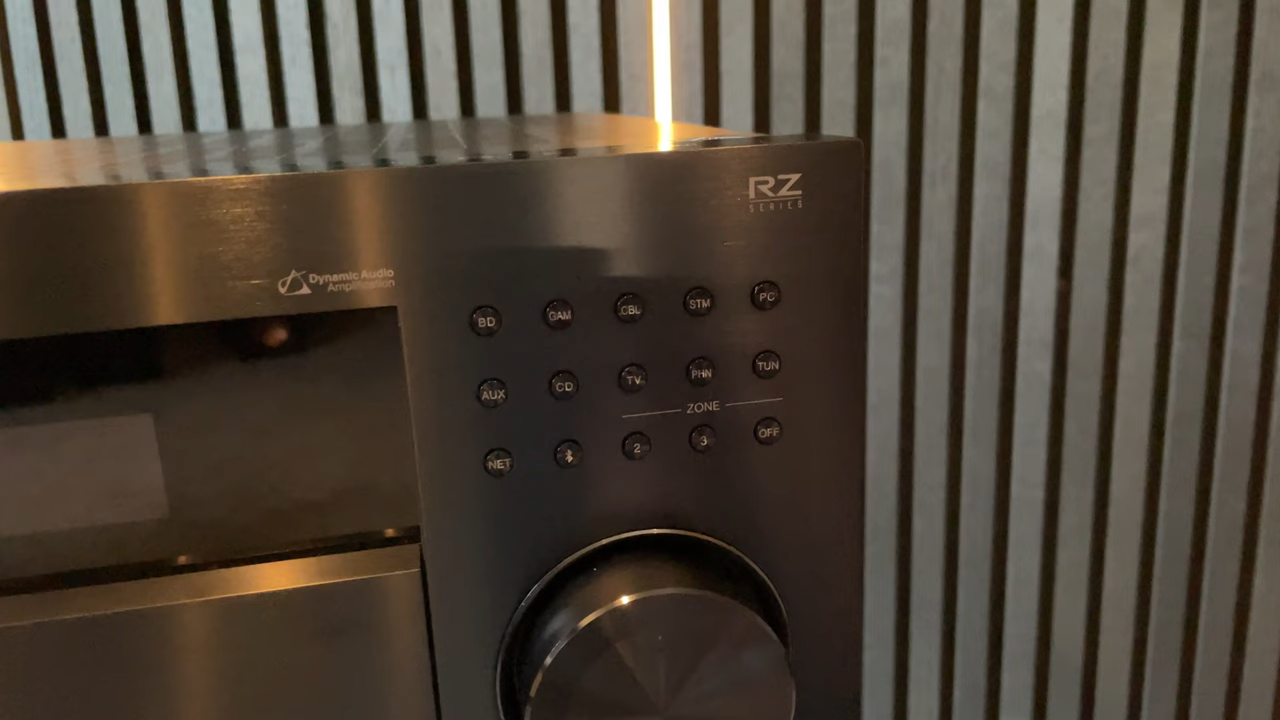 RZ
SERIES
Dynamic Audio
Amplification
BD GAM CBL STM PC
AUX CD TV PHN TUN
ZONE
NET 2 3 OFF